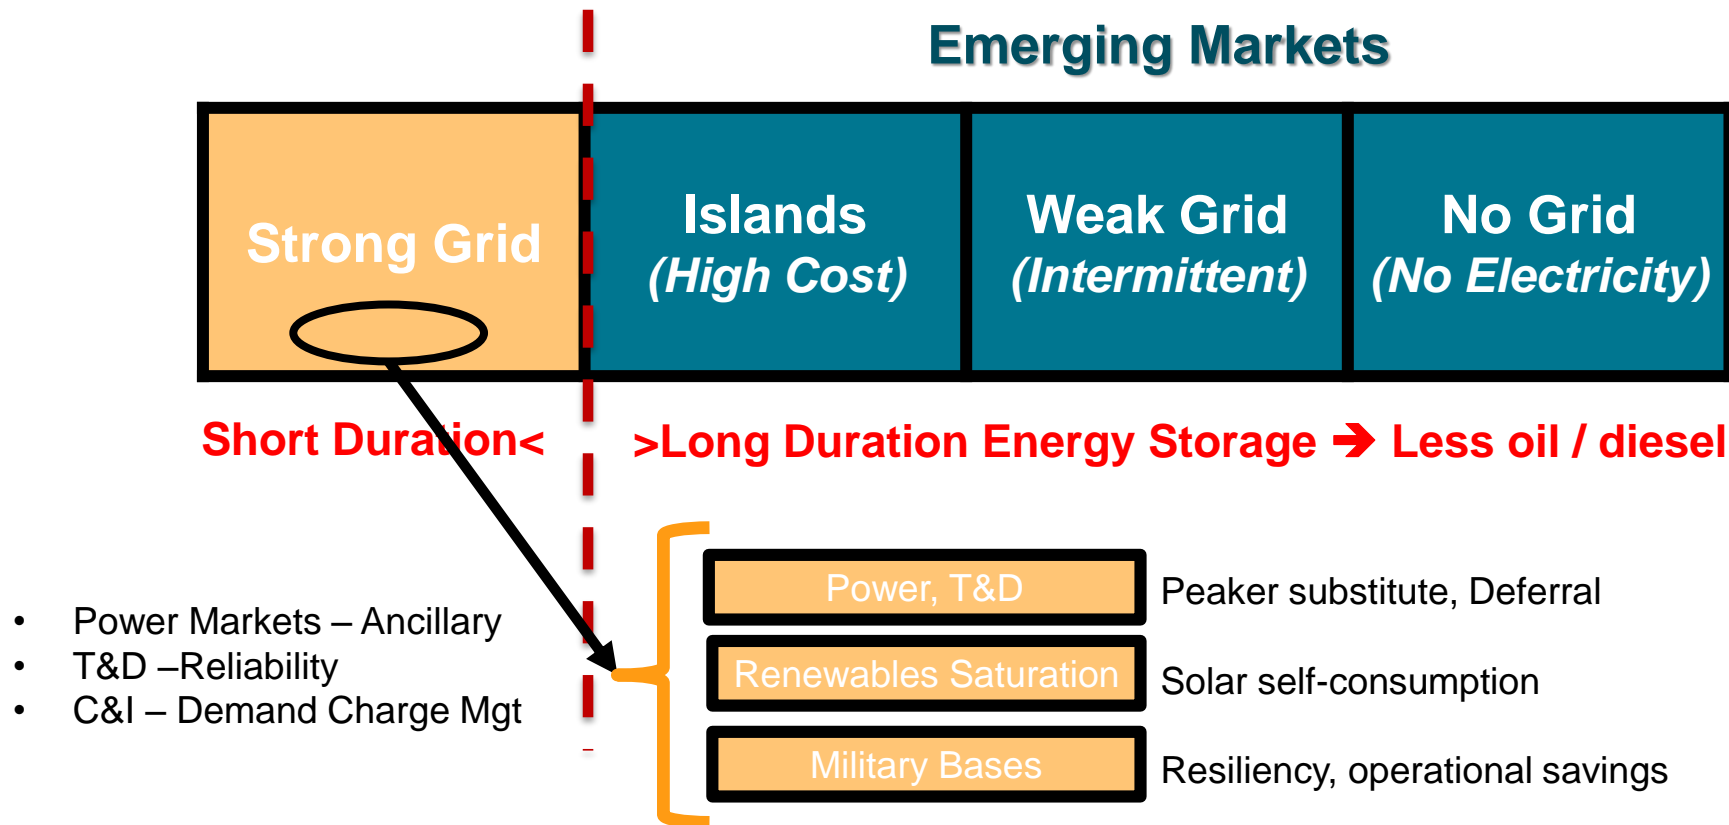 Emerging Markets
Strong Grid
Islands
(High Cost)
Weak Grid
(Intermittent)
No Grid
(No Electricity)
Short Duration<
>Long Duration Energy Storage ➔ Less oil / diesel
• Power Markets – Ancillary
• T&D –Reliability
• C&I – Demand Charge Mgt
Power, T&D
Peaker substitute, Deferral
Renewables Saturation
Solar self-consumption
Military Bases
Resiliency, operational savings